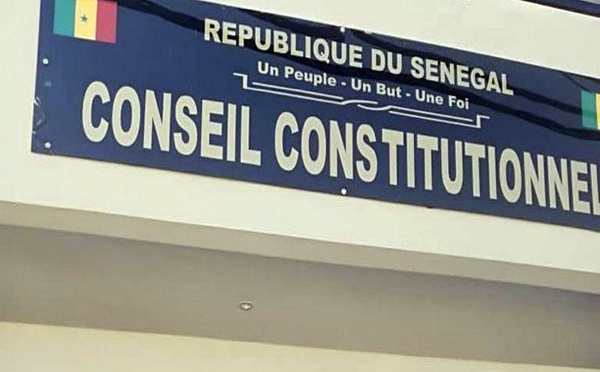 REPUBLIQUE DU SENEGAL
Un Peuple - Un But - Une Foi
CONSEIL CONSTITUTIONNEL